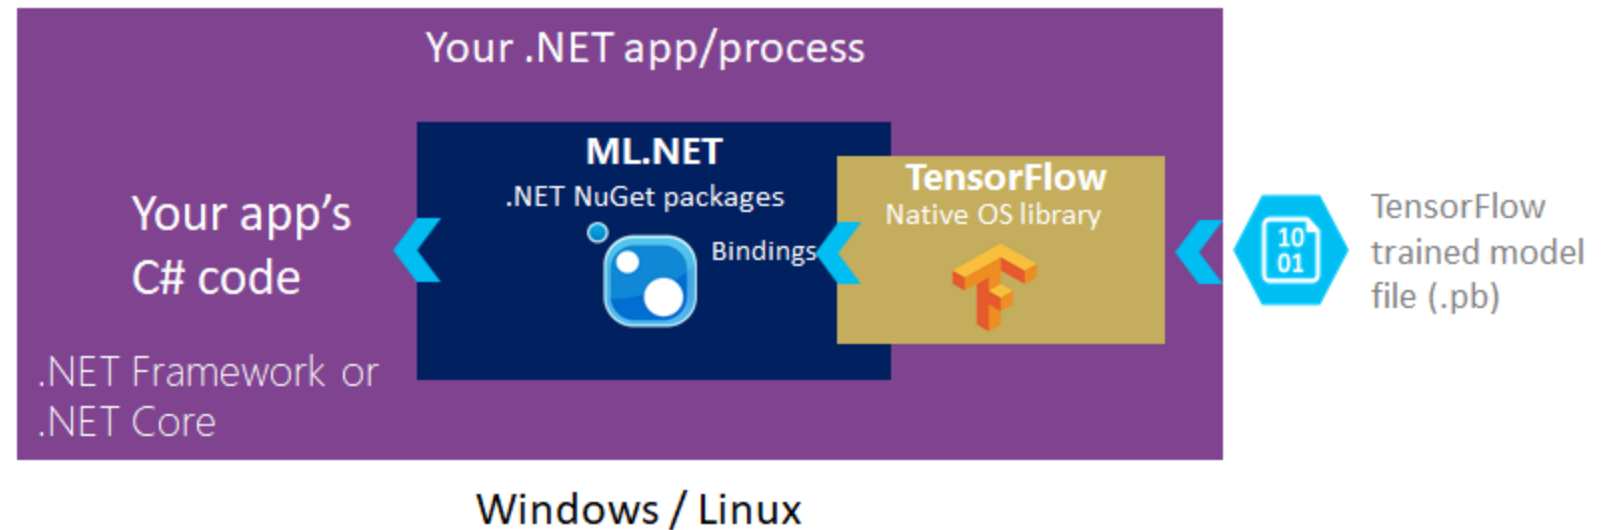 Your .NET app/process
ML.NET
.NET NuGet packages
Bindings
TensorFlow
Native OS library
Your app’s
C# code
.NET Framework or
.NET Core
10
01
TensorFlow
trained model
file (.pb)
Windows / Linux